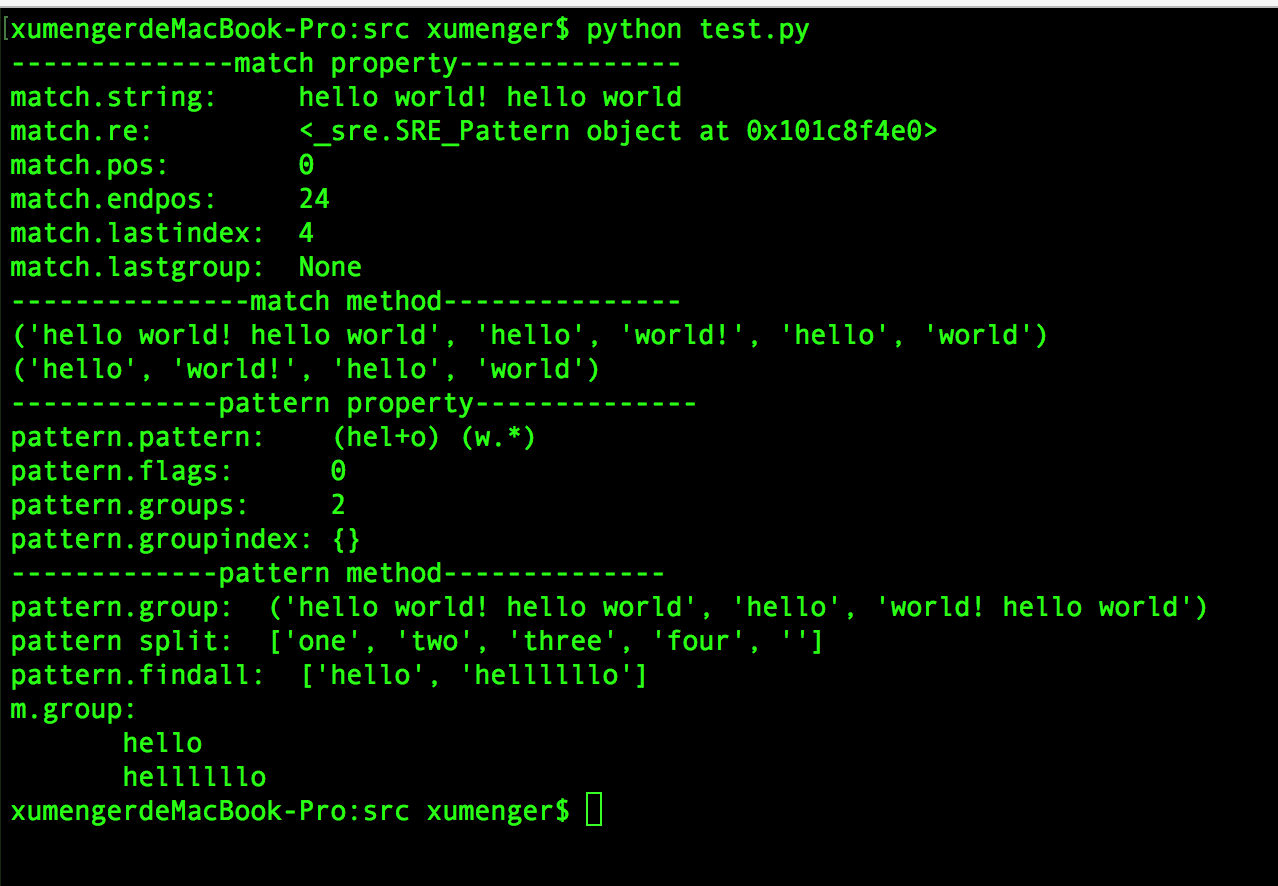 [xumengerdeMacBook-Pro:src xumenger$ python test.py
--------------match property--------------
match.string:     hello world! hello world
match.re:         <_sre.SRE_Pattern object at 0x101c8f4e0>
match.pos:        0
match.endpos:     24
match.lastindex:  4
match.lastgroup:  None
---------------match method---------------
('hello world! hello world', 'hello', 'world!', 'hello', 'world')
('hello', 'world!', 'hello', 'world')
-------------pattern property--------------
pattern.pattern:    (hel+o) (w.*)
pattern.flags:      0
pattern.groups:     2
pattern.groupindex: {}
-------------pattern method--------------
pattern.group:  ('hello world! hello world', 'hello', 'world! hello world')
pattern split:  ['one', 'two', 'three', 'four', '']
pattern.findall:  ['hello', 'hellllllo']
m.group:
       hello
       hellllllo
xumengerdeMacBook-Pro:src xumenger$